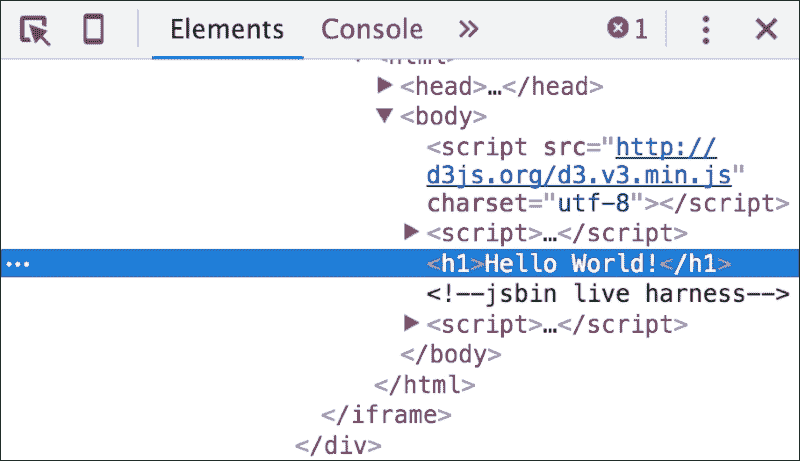 Elements Console » 1
<html>
<head>…</head>
<body>
<script src="http://
d3js.org/d3.v3.min.js"
charset="utf-8"></script>
<script>…</script>
… <h1>Hello World!</h1>
<!--jsbin live harness-->
<script>…</script>
</body>
</html>
</iframe>
</div>